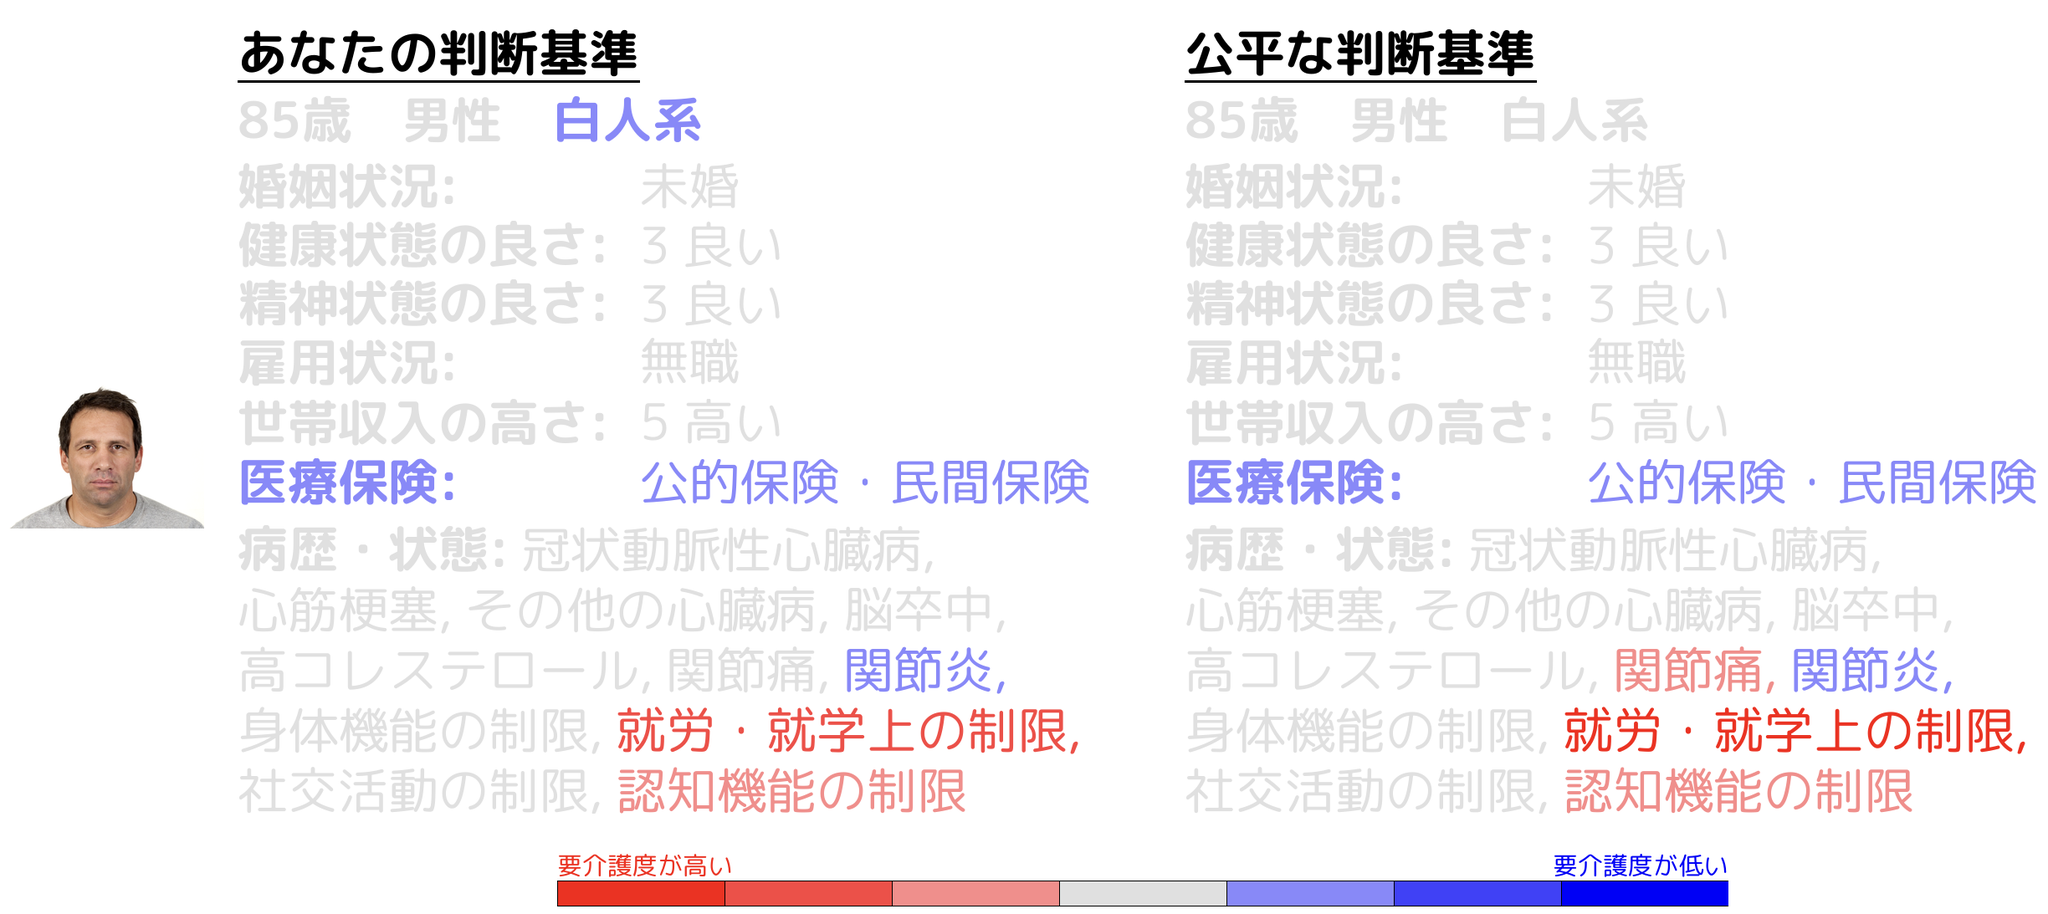 あなたの判断基準
85歳　男性　白人系
婚姻状況: 未婚
健康状態の良さ: 3 良い
精神状態の良さ: 3 良い
雇用状況: 無職
世帯収入の高さ: 5 高い
医療保険: 公的保険・民間保険
病歴・状態: 冠状動脈性心臓病,
心筋梗塞, その他の心臓病, 脳卒中,
高コレステロール, 関節痛, 関節炎,
身体機能の制限, 就労・就学上の制限,
社交活動の制限, 認知機能の制限
公平な判断基準
85歳　男性　白人系
婚姻状況: 未婚
健康状態の良さ: 3 良い
精神状態の良さ: 3 良い
雇用状況: 無職
世帯収入の高さ: 5 高い
医療保険: 公的保険・民間保険
病歴・状態: 冠状動脈性心臓病,
心筋梗塞, その他の心臓病, 脳卒中,
高コレステロール, 関節痛, 関節炎,
身体機能の制限, 就労・就学上の制限,
社交活動の制限, 認知機能の制限
要介護度が高い
要介護度が低い